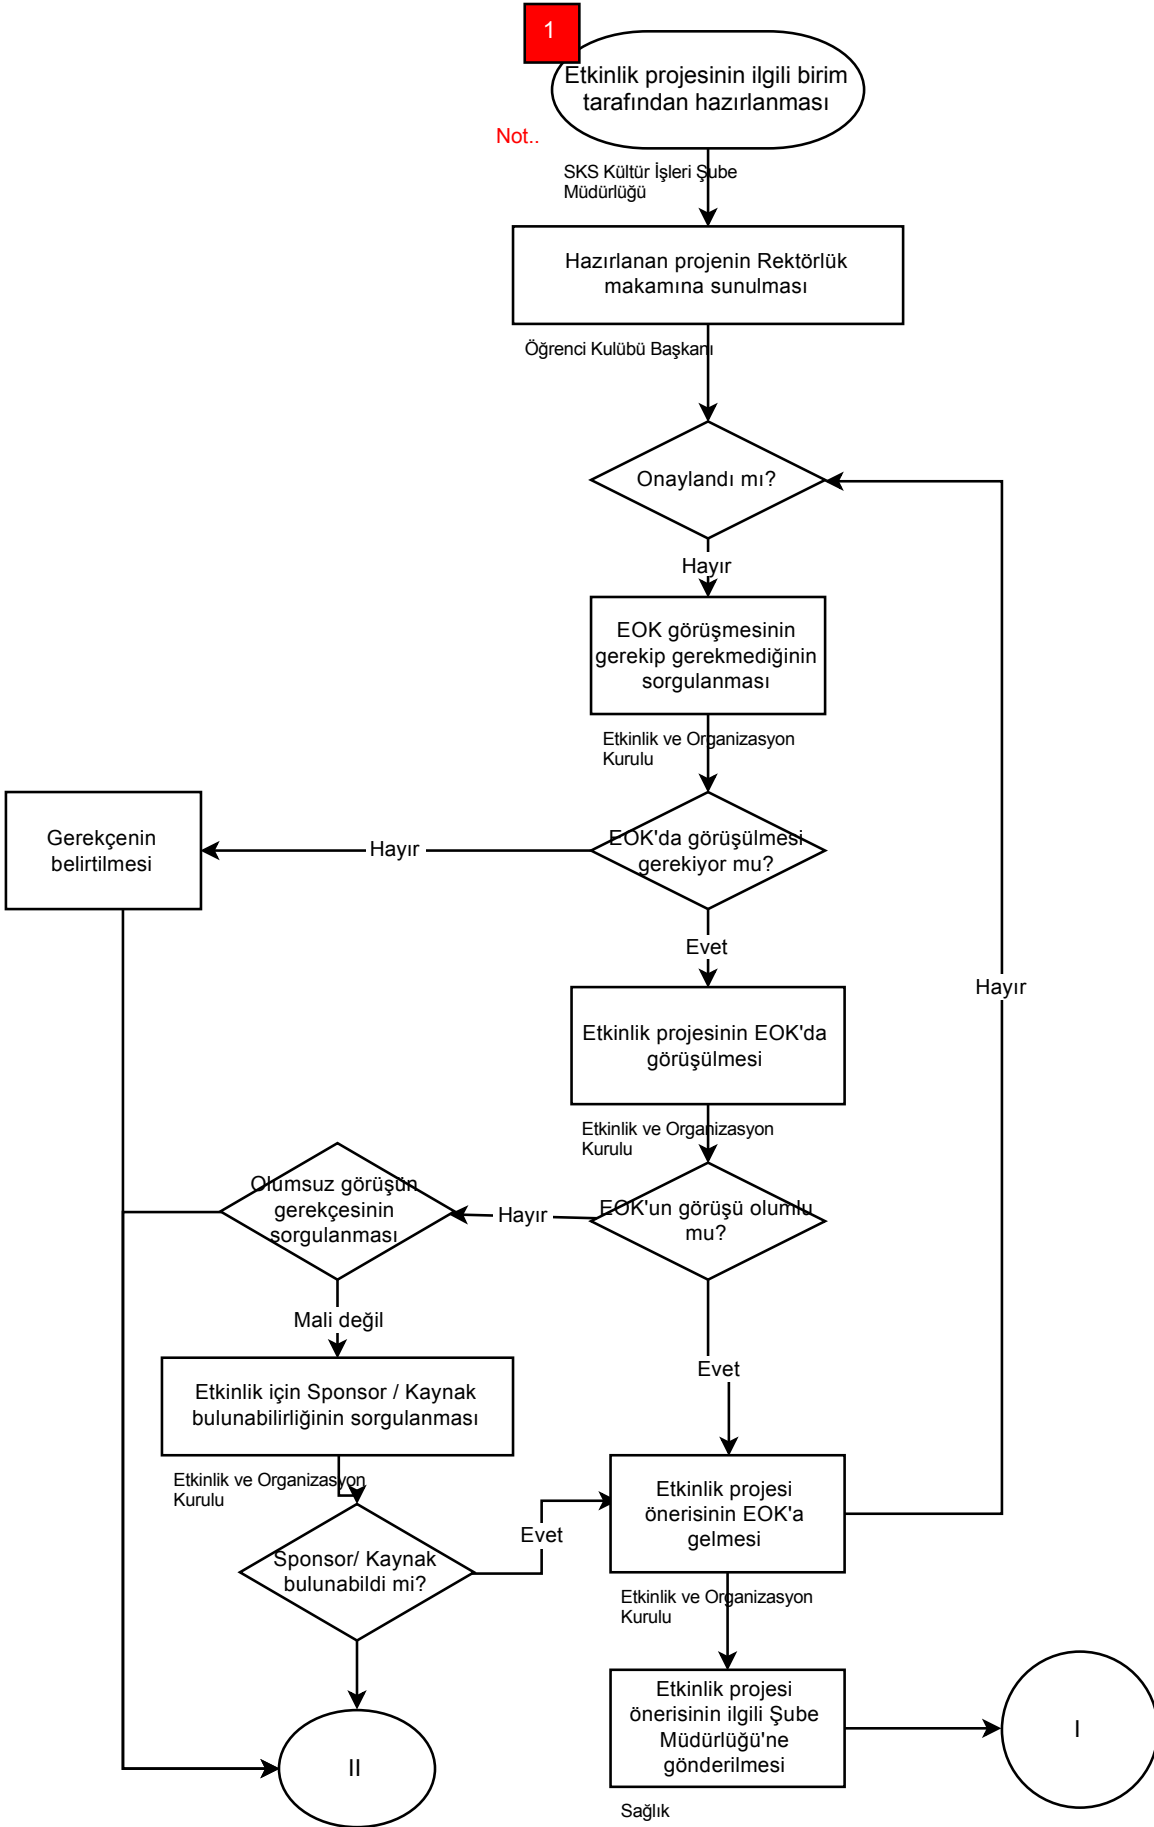 1
Etkinlik projesinin ilgili birim
tarafından hazırlanması
Not..
SKS Kültür İşleri Şube
Müdürlüğü
Hazırlanan projenin Rektörlük
makamına sunulması
Öğrenci Kulübü Başkanı
Onaylandı mı?
Hayır
EOK görüşmesinin
gerekip gerekmediğinin
sorgulanması
Etkinlik ve Organizasyon
Kurulu
EOK'da görüşülmesi
gerekiyor mu?
Hayır
Gerekçenin
belirtilmesi
Evet
Hayır
Etkinlik projesinin EOK'da
görüşülmesi
Etkinlik ve Organizasyon
Kurulu
EOK'un görüşü olumlu
mu?
Hayır
Olumsuz görüşün
gerekçesinin
sorgulanması
Mali değil
Evet
Etkinlik için Sponsor / Kaynak
bulunabilirliğinin sorgulanması
Etkinlik ve Organizasyon
Kurulu
Sponsor/ Kaynak
bulunabildi mi?
Evet
Etkinlik projesi
önerisinin EOK'a
gelmesi
Etkinlik ve Organizasyon
Kurulu
Etkinlik projesi
önerisinin ilgili Şube
Müdürlüğü'ne
gönderilmesi
Sağlık
I
II